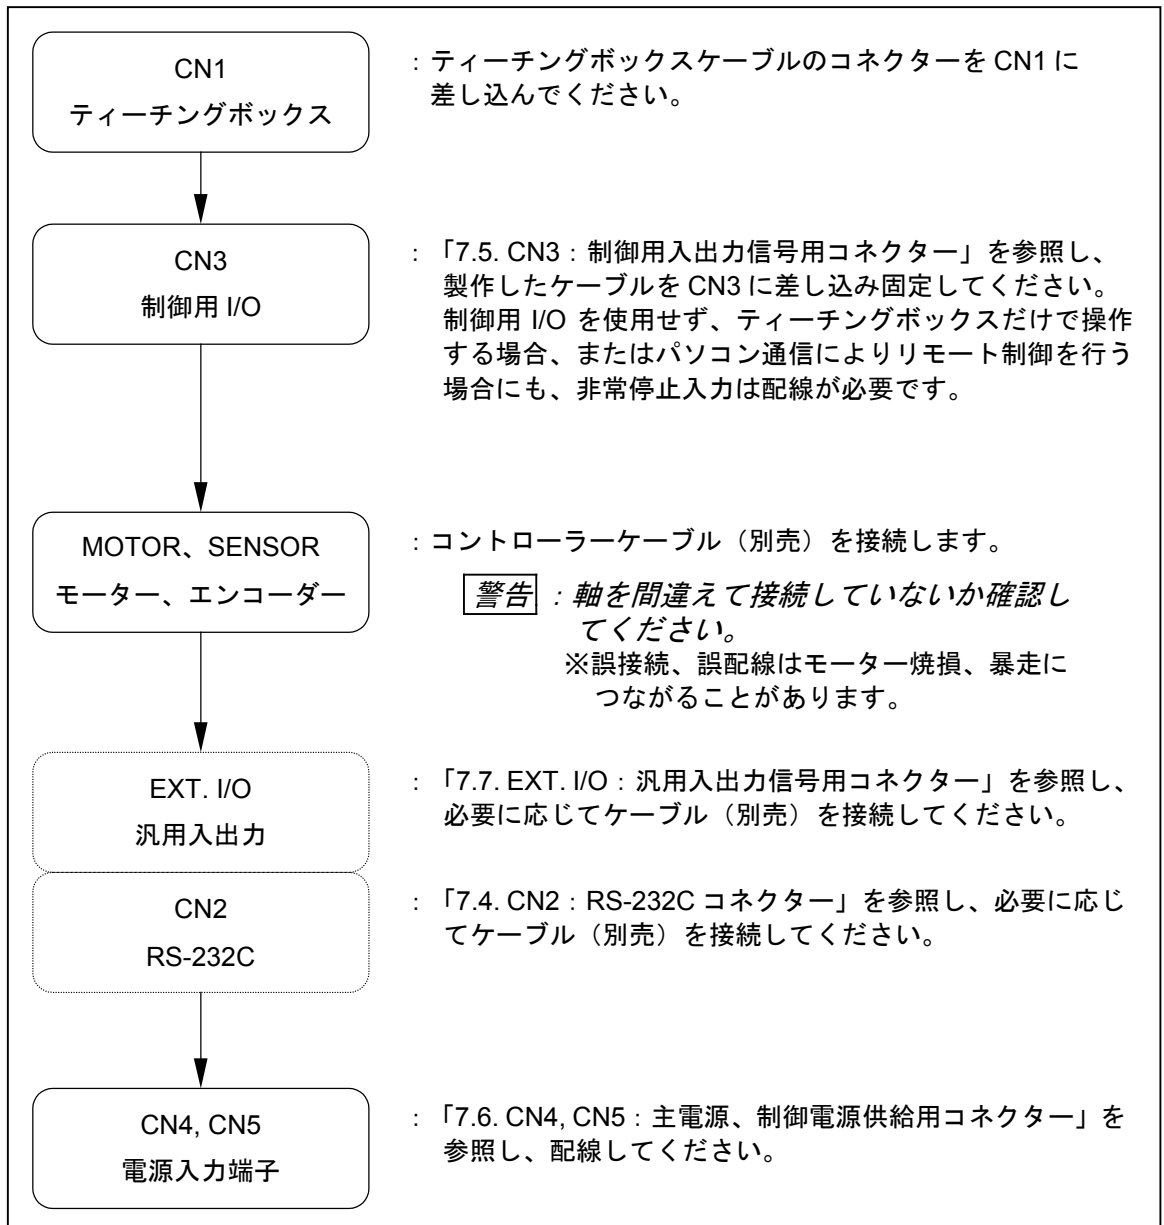 CN1
ティーチングボックス
：ティーチングボックスケーブルのコネクターを CN1 に
差し込んでください。
CN3
制御用 I/O
：「7.5. CN3：制御用入出力信号用コネクター」を参照し、
製作したケーブルを CN3 に差し込み固定してください。
制御用 I/O を使用せず、ティーチングボックスだけで操作
する場合、またはパソコン通信によりリモート制御を行う
場合にも、非常停止入力は配線が必要です。
MOTOR、SENSOR
モーター、エンコーダー
：コントローラーケーブル（別売）を接続します。
警告：軸を間違えて接続していないか確認し
てください。
※誤接続、誤配線はモーター焼損、暴走に
つながることがあります。
EXT. I/O
汎用入出力
：「7.7. EXT. I/O：汎用入出力信号用コネクター」を参照し、
必要に応じてケーブル（別売）を接続してください。
CN2
RS-232C
：「7.4. CN2：RS-232C コネクター」を参照し、必要に応じ
てケーブル（別売）を接続してください。
CN4, CN5
電源入力端子
：「7.6. CN4, CN5：主電源、制御電源供給用コネクター」を
参照し、配線してください。